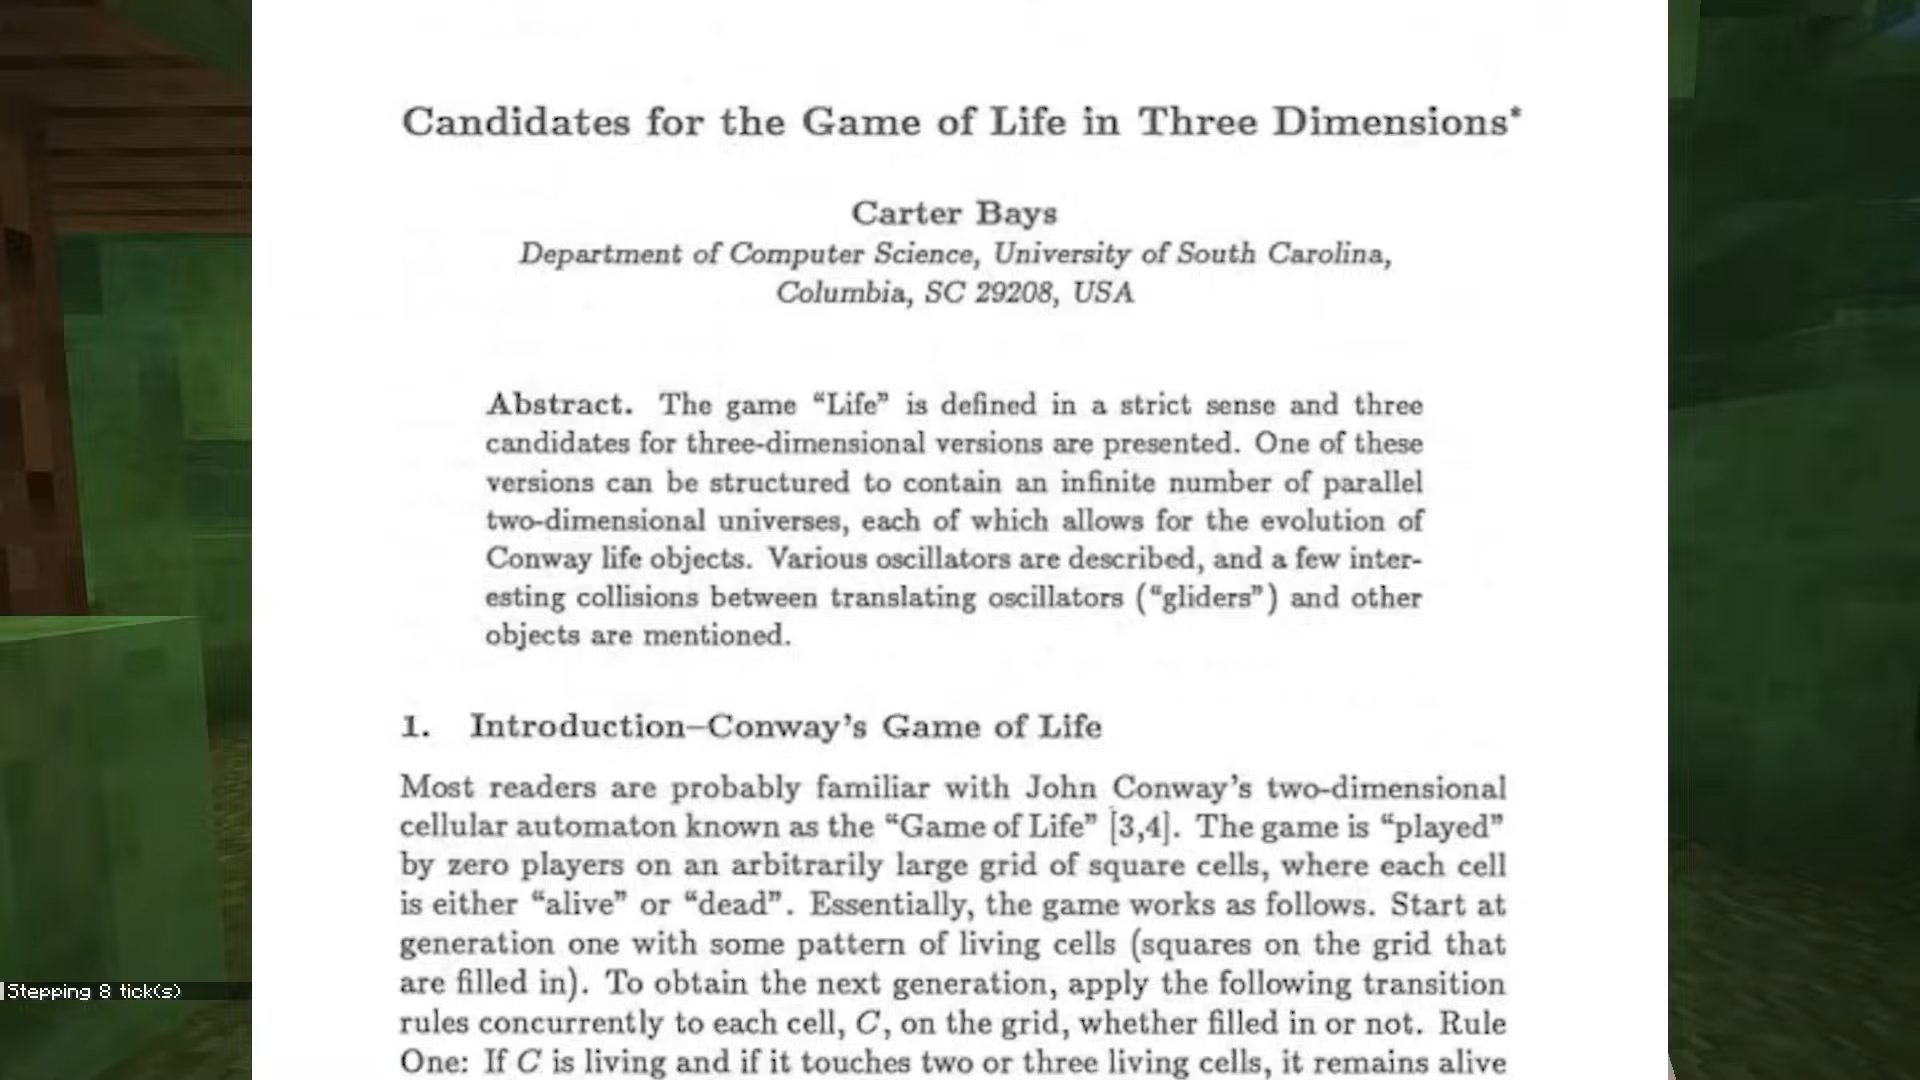 Candidates for the Game of Life in Three Dimensions*
Carter Bays
Department of Computer Science, University of South Carolina,
Columbia, SC 29208, USA
Abstract. The game “Life” is defined in a strict sense and three
candidates for three-dimensional versions are presented. One of these
versions can be structured to contain an infinite number of parallel
two-dimensional universes, each of which allows for the evolution of
Conway life objects. Various oscillators are described, and a few inter-
esting collisions between translating oscillators (“gliders”) and other
objects are mentioned.
1. Introduction–Conway’s Game of Life
Most readers are probably familiar with John Conway’s two-dimensional
cellular automaton known as the “Game of Life” [3,4]. The game is “played”
by zero players on an arbitrarily large grid of square cells, where each cell
is either “alive” or “dead”. Essentially, the game works as follows. Start at
generation one with some pattern of living cells (squares on the grid that
are filled in). To obtain the next generation, apply the following transition
rules concurrently to each cell, C, on the grid, whether filled in or not. Rule
One: If C is living and if it touches two or three living cells, it remains alive
Stepping 8 tick(s)